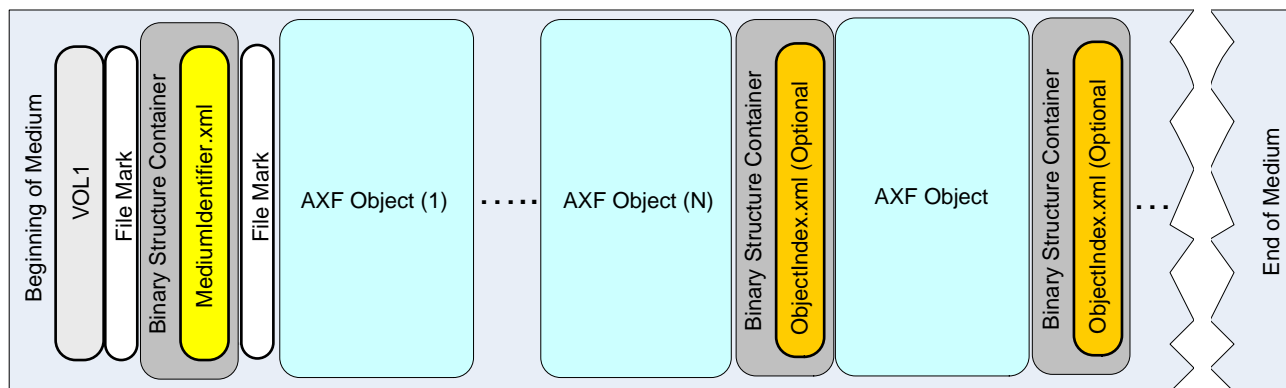 Beginning of Medium
VOL1
File Mark
Binary Structure Container
MediumIdentifier.xml
File Mark
AXF Object (1)
.....
AXF Object (N)
Binary Structure Container
ObjectIndex.xml (Optional
AXF Object
Binary Structure Container
ObjectIndex.xml (Optional
...
End of Medium